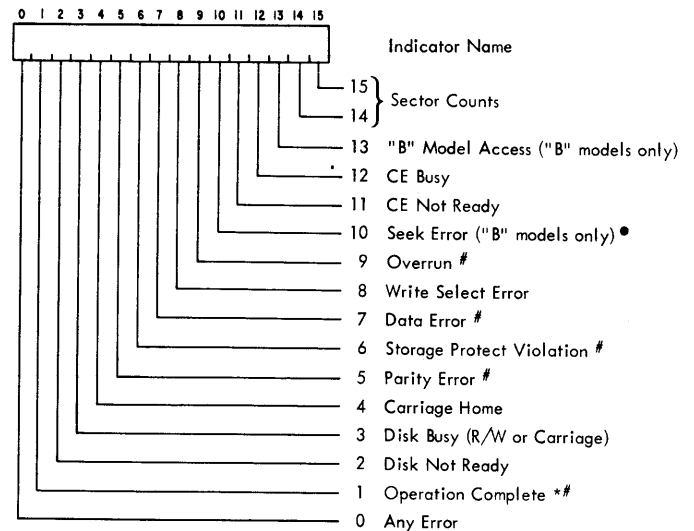 0 1 2 3 4 5 6 7 8 9 10 11 12 13 14 15
Indicator Name
15
14
Sector Counts
13 "B" Model Access ("B" models only)
12 CE Busy
11 CE Not Ready
10 Seek Error ("B" models only) ●
9 Overrun #
8 Write Select Error
7 Data Error #
6 Storage Protect Violation #
5 Parity Error #
4 Carriage Home
3 Disk Busy (R/W or Carriage)
2 Disk Not Ready
1 Operation Complete *#
0 Any Error